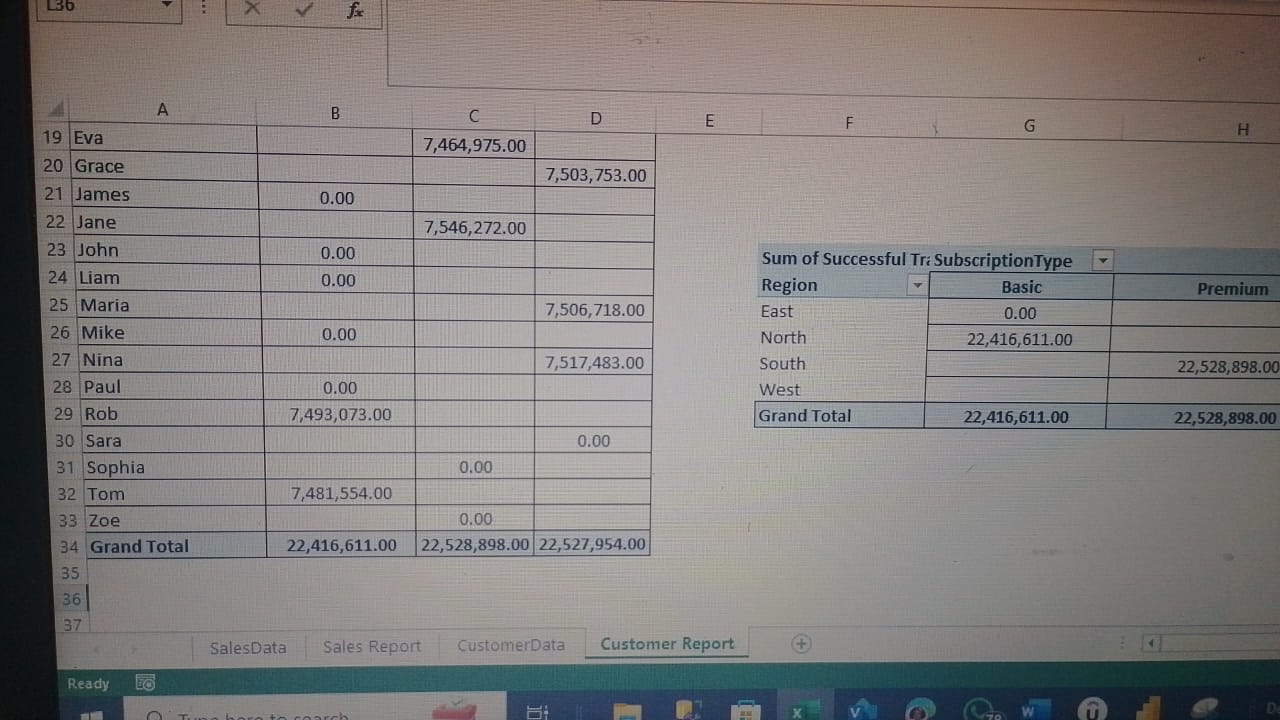 L36
fx
A B C D E F G H
19 Eva 7,464,975.00
20 Grace 7,503,753.00
21 James 0.00
22 Jane 7,546,272.00
23 John 0.00
24 Liam 0.00
25 Maria 7,506,718.00
26 Mike 0.00
27 Nina 7,517,483.00
28 Paul 0.00
29 Rob 7,493,073.00
30 Sara 0.00
31 Sophia 0.00
32 Tom 7,481,554.00
33 Zoe 0.00
34 Grand Total 22,416,611.00 22,528,898.00 22,527,954.00
35
36
37
Sum of Successful Tra SubscriptionType
Region Basic Premium
East 0.00
North 22,416,611.00
South 22,528,898.00
West
Grand Total 22,416,611.00 22,528,898.00
SalesData Sales Report CustomerData Customer Report
Ready
Type here to search